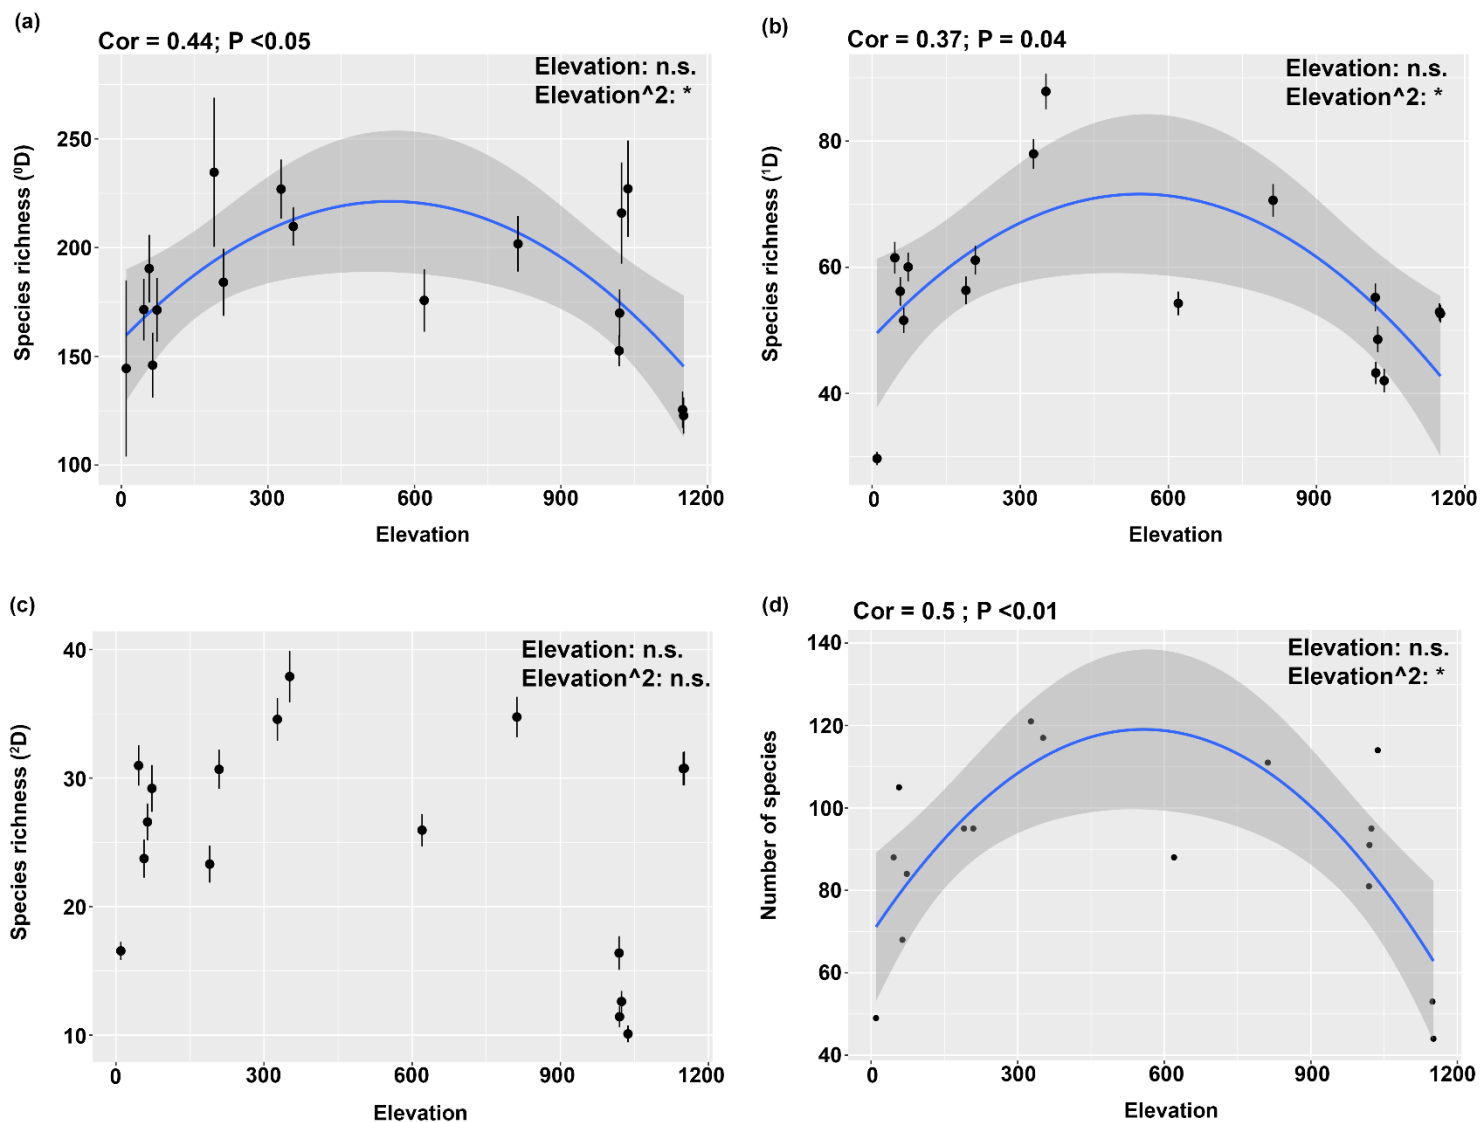 (a)
Cor = 0.44; P <0.05
Elevation: n.s.
Elevation^2: *
Species richness (⁰D)
250
200
150
100
0 300 600 900 1200
Elevation
(b)
Cor = 0.37; P = 0.04
Elevation: n.s.
Elevation^2: *
Species richness (¹D)
80
60
40
0 300 600 900 1200
Elevation
(c)
Elevation: n.s.
Elevation^2: n.s.
Species richness (²D)
40
30
20
10
0 300 600 900 1200
Elevation
(d)
Cor = 0.5 ; P <0.01
Elevation: n.s.
Elevation^2: *
Number of species
140
120
100
80
60
40
0 300 600 900 1200
Elevation